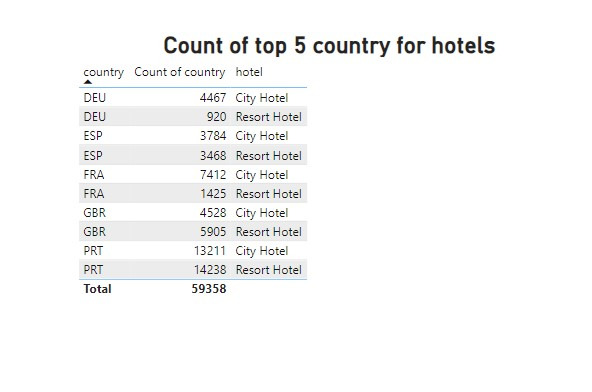 Count of top 5 country for hotels
country Count of country hotel
DEU 4467 City Hotel
DEU 920 Resort Hotel
ESP 3784 City Hotel
ESP 3468 Resort Hotel
FRA 7412 City Hotel
FRA 1425 Resort Hotel
GBR 4528 City Hotel
GBR 5905 Resort Hotel
PRT 13211 City Hotel
PRT 14238 Resort Hotel
Total 59358